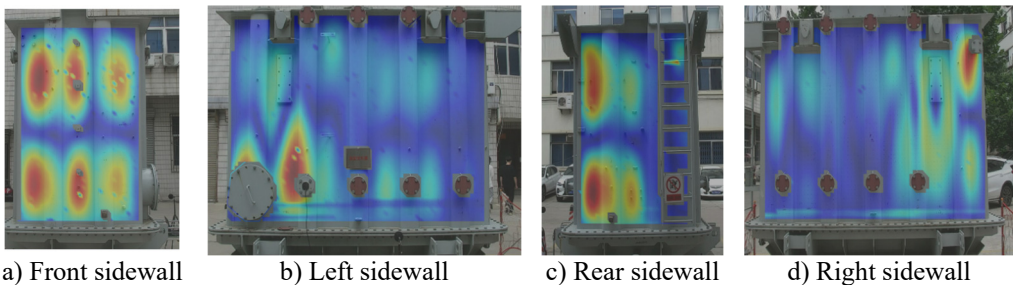 a) Front sidewall
b) Left sidewall
c) Rear sidewall
d) Right sidewall